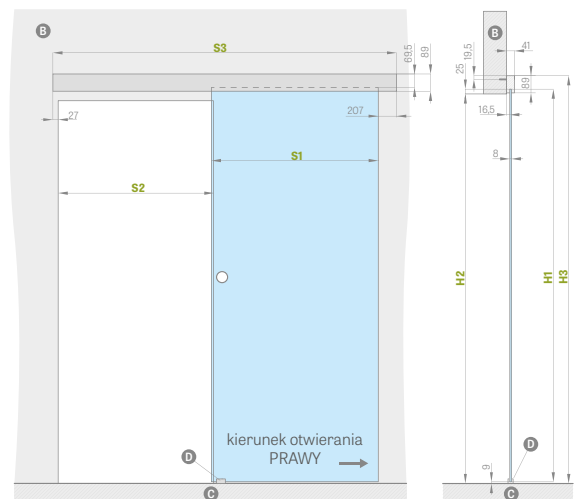 B
S3
69.5
89
27
207
S1
S2
kierunek otwierania
PRAWY
D
C
B
41
19,5
25
89
16,5
8
H2
H1
H3
D
9
C